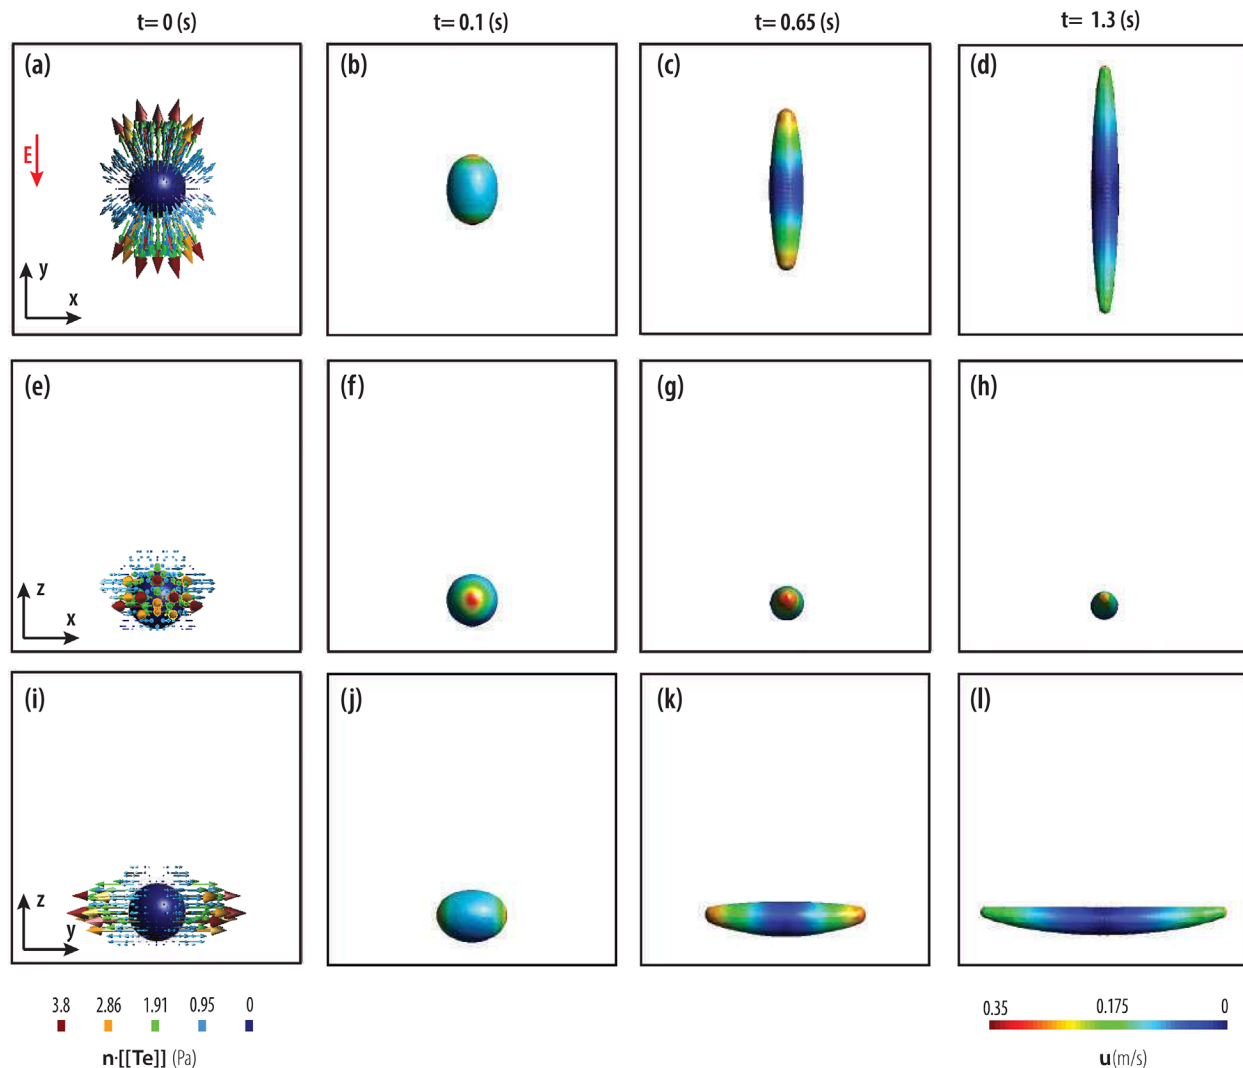 t= 0 (s) t= 0.1 (s) t= 0.65 (s) t= 1.3 (s)
(a) (b) (c) (d)
E
y
x
(e) (f) (g) (h)
z
x
(i) (j) (k) (l)
z
y
3.8 2.86 1.91 0.95 0
n·[[Te]] (Pa)
0.35 0.175 0
u(m/s)